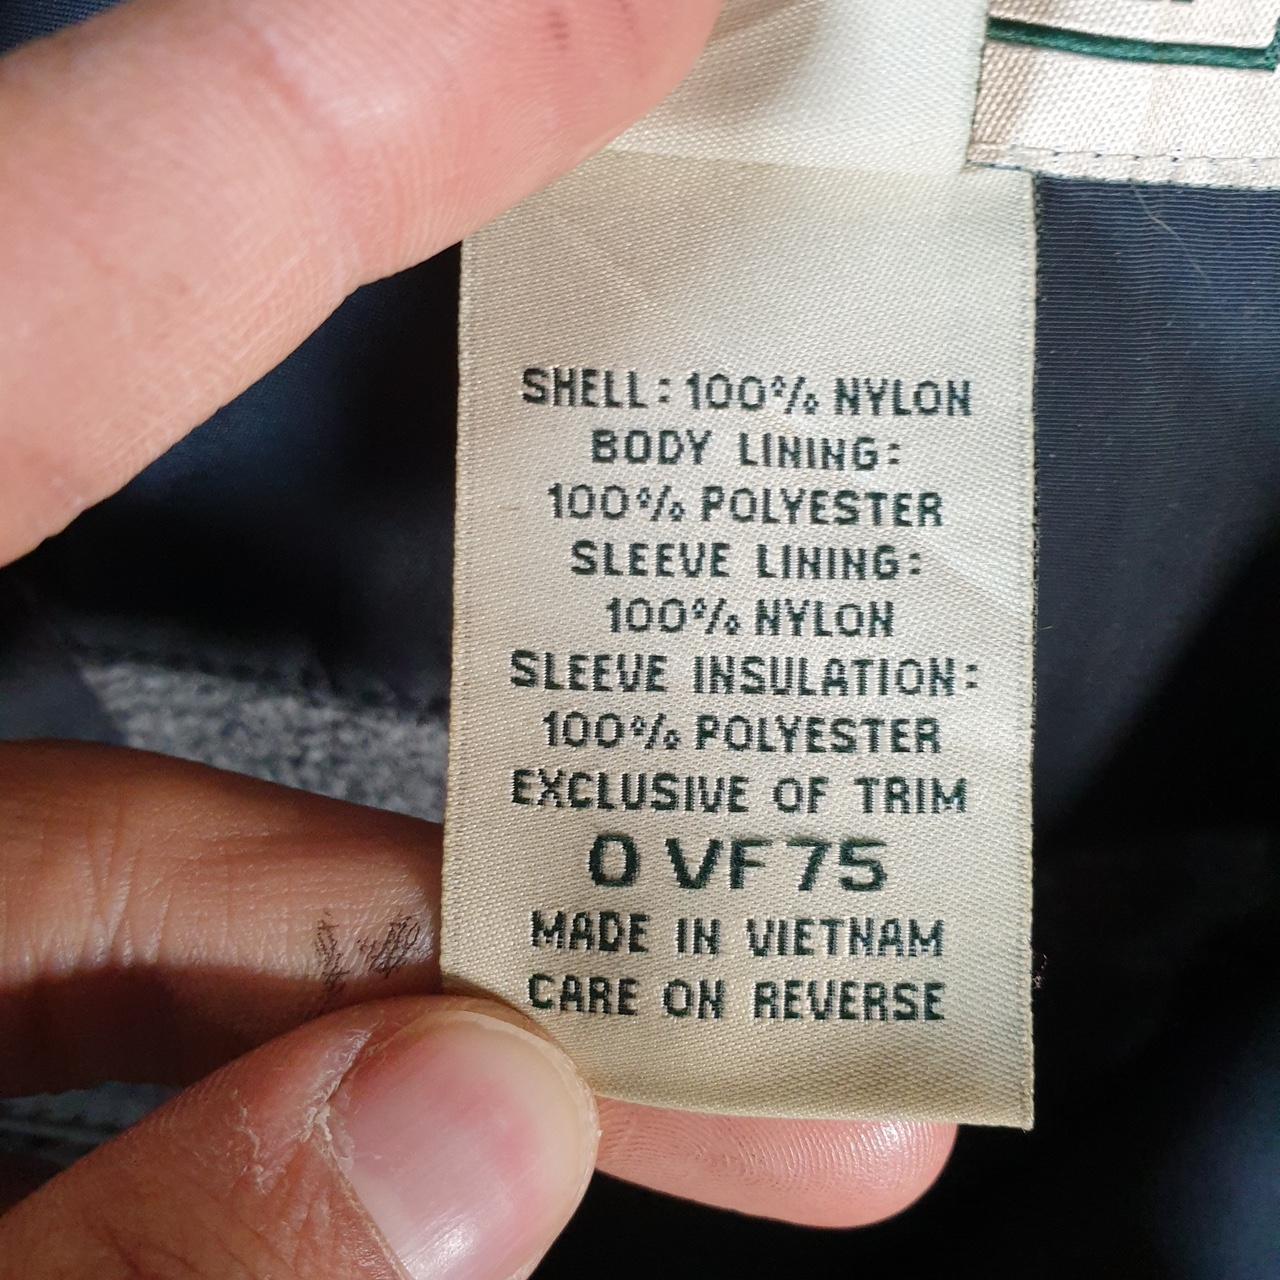 SHELL: 100% NYLON
BODY LINING:
100% POLYESTER
SLEEVE LINING:
100% NYLON
SLEEVE INSULATION:
100% POLYESTER
EXCLUSIVE OF TRIM
0 VF75
MADE IN VIETNAM
CARE ON REVERSE